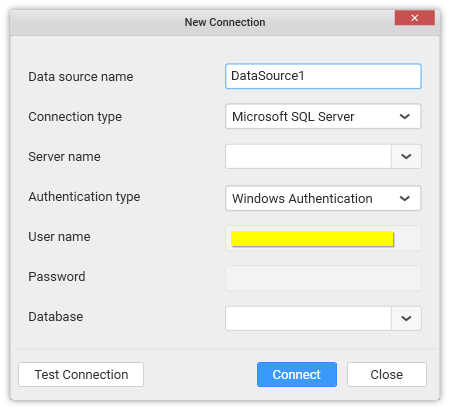 New Connection
Data source name
DataSource1
Connection type
Microsoft SQL Server
Server name
Authentication type
Windows Authentication
User name
Password
Database
Test Connection
Connect
Close